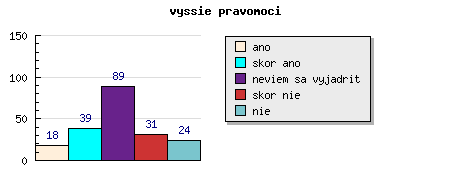 vyssie pravomoci
150
100
50
0
18
39
89
31
24
ano
skor ano
neviem sa vyjadrit
skor nie
nie